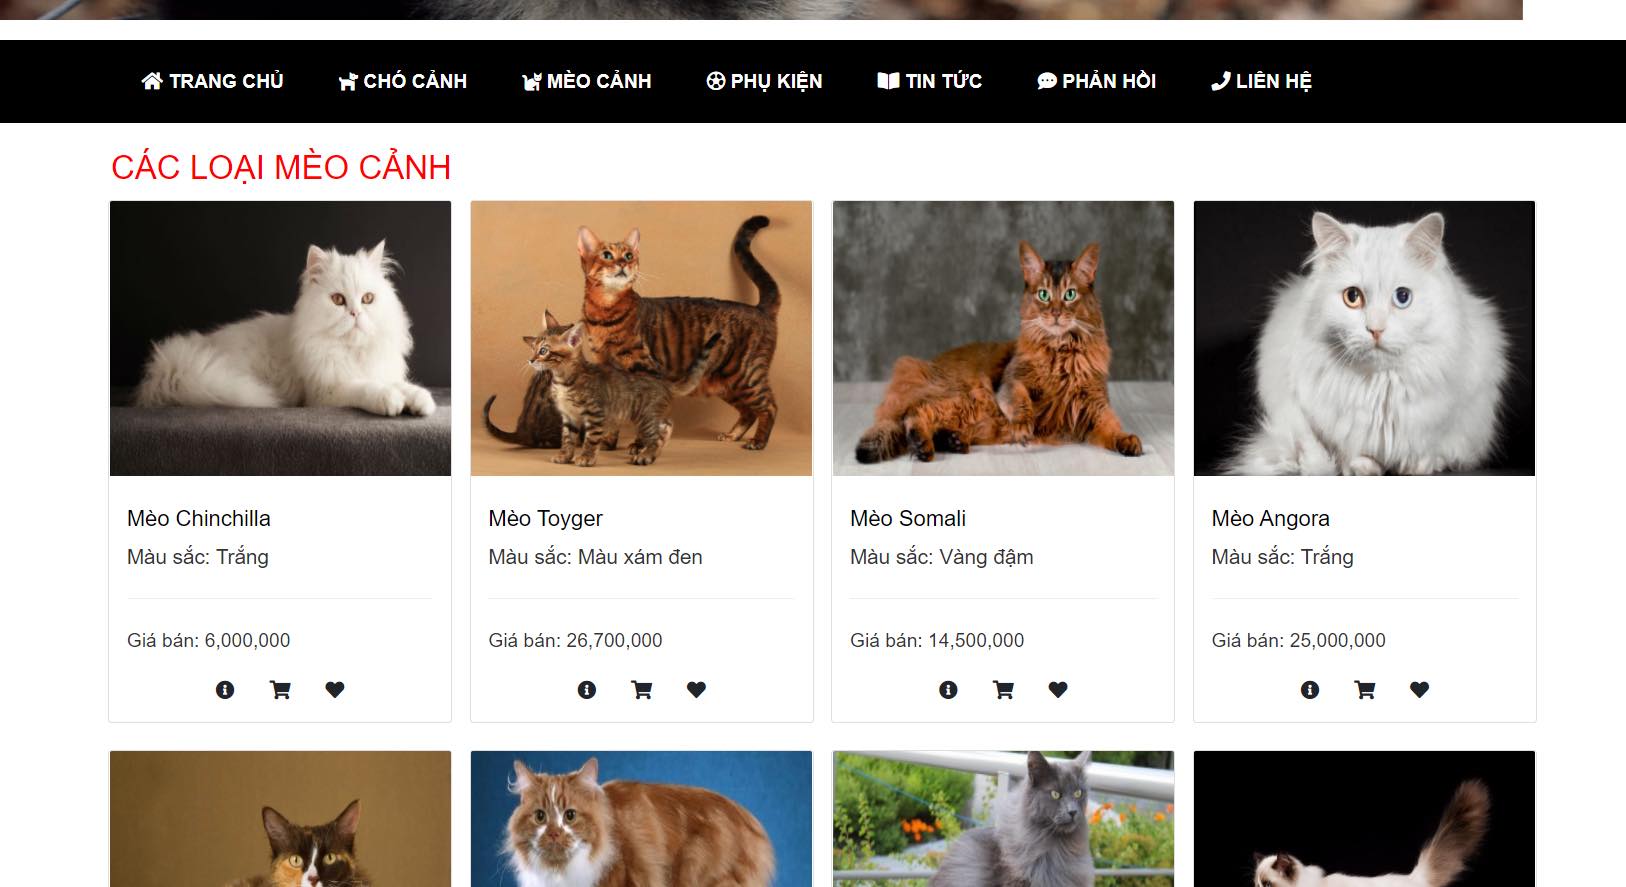 TRANG CHỦ CHÓ CẢNH MÈO CẢNH PHỤ KIỆN TIN TỨC PHẢN HỒI LIÊN HỆ
CÁC LOẠI MÈO CẢNH
Mèo Chinchilla
Màu sắc: Trắng
Giá bán: 6,000,000
Mèo Toyger
Màu sắc: Màu xám đen
Giá bán: 26,700,000
Mèo Somali
Màu sắc: Vàng đậm
Giá bán: 14,500,000
Mèo Angora
Màu sắc: Trắng
Giá bán: 25,000,000